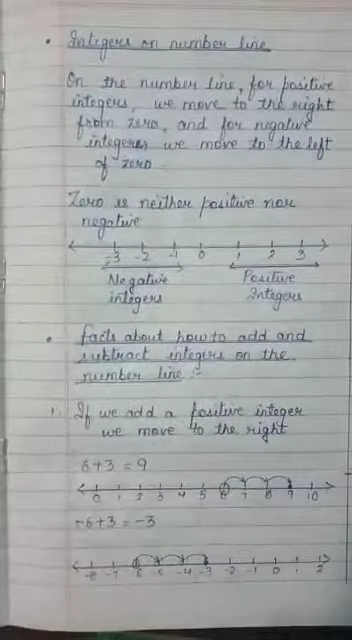 • Integers on number line
On the number line, for positive
integers, we move to the right
from zero, and for negative
integers we move to the left
of zero.
Zero is neither positive nor
negative
-3 -2 -1 0 1 2 3
Negative Positive
integers Integers
• facts about how to add and
subtract integers on the
number line :-
1. If we add a positive integer
we move to the right
6+3 = 9
0 1 2 3 4 5 6 7 8 9 10
-6+3 = -3
-8 -7 -6 -5 -4 -3 -2 -1 0 1 2